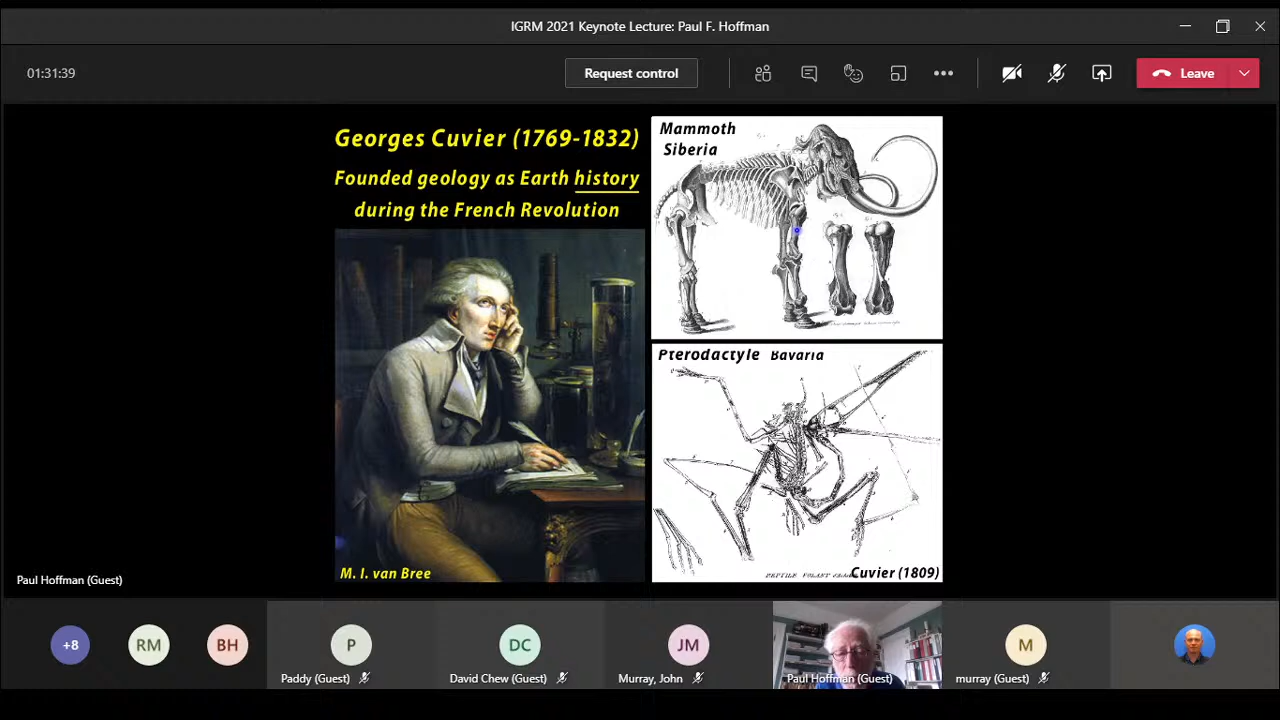 IGRM 2021 Keynote Lecture: Paul F. Hoffman
01:31:39
Request control
Leave
Georges Cuvier (1769-1832)
Founded geology as Earth history
during the French Revolution
M. I. van Bree
Mammoth
Siberia
Pterodactyle Bavaria
REPTILE VOLANT
Cuvier (1809)
Paul Hoffman (Guest)
+8
RM
BH
P
Paddy (Guest)
DC
David Chew (Guest)
JM
Murray, John
Paul Hoffman (Guest)
M
murray (Guest)